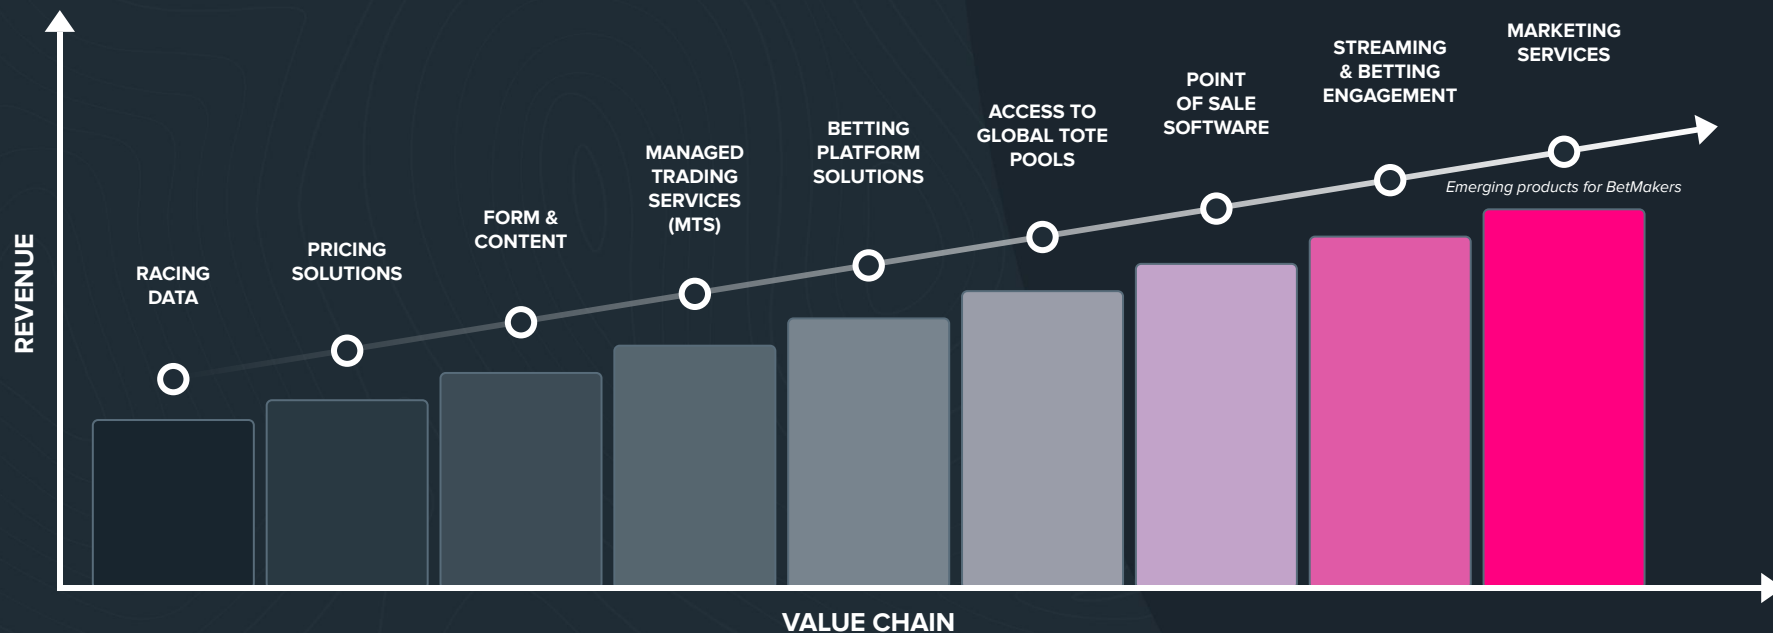 REVENUE
RACING
DATA
PRICING
SOLUTIONS
FORM &
CONTENT
MANAGED
TRADING
SERVICES
(MTS)
BETTING
PLATFORM
SOLUTIONS
ACCESS TO
GLOBAL TOTE
POOLS
POINT
OF SALE
SOFTWARE
STREAMING
& BETTING
ENGAGEMENT
MARKETING
SERVICES
Emerging products for BetMakers
VALUE CHAIN